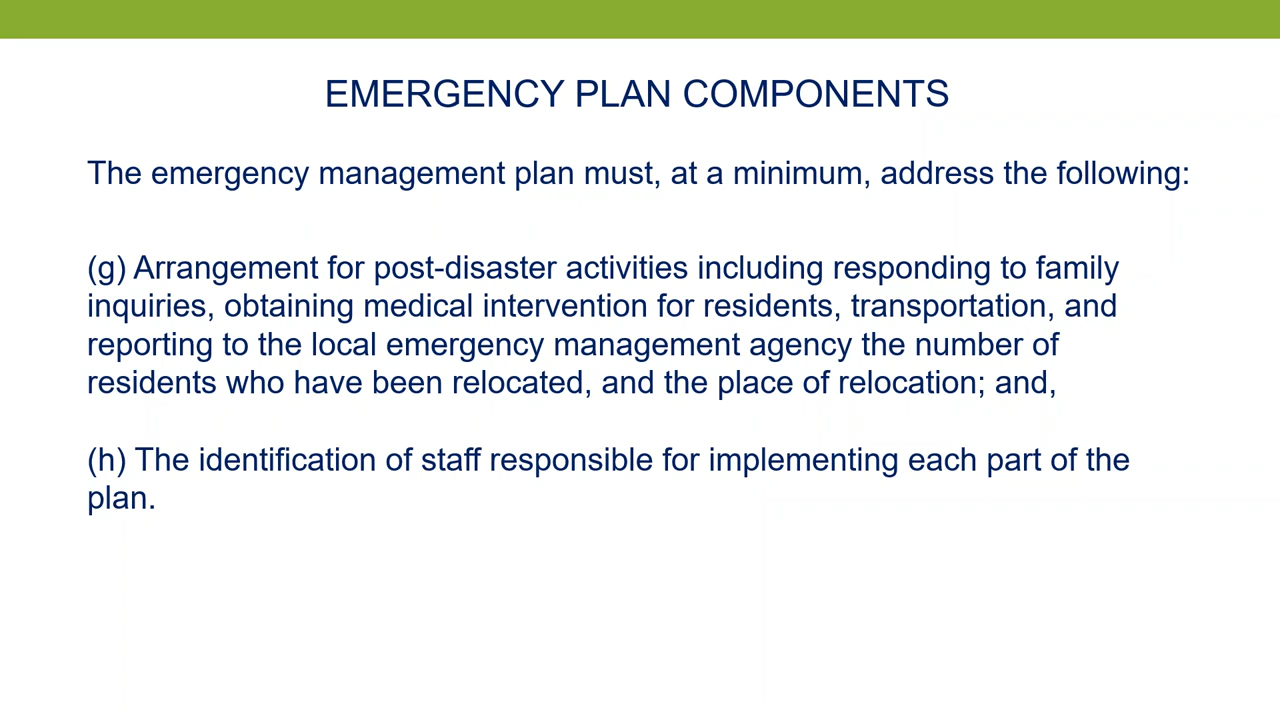 EMERGENCY PLAN COMPONENTS
The emergency management plan must, at a minimum, address the following:
(g) Arrangement for post-disaster activities including responding to family
inquiries, obtaining medical intervention for residents, transportation, and
reporting to the local emergency management agency the number of
residents who have been relocated, and the place of relocation; and,
(h) The identification of staff responsible for implementing each part of the
plan.